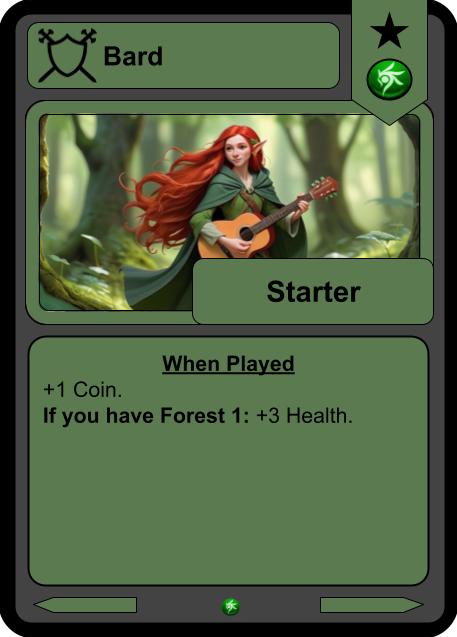 Bard
Starter
When Played
+1 Coin.
If you have Forest 1: +3 Health.